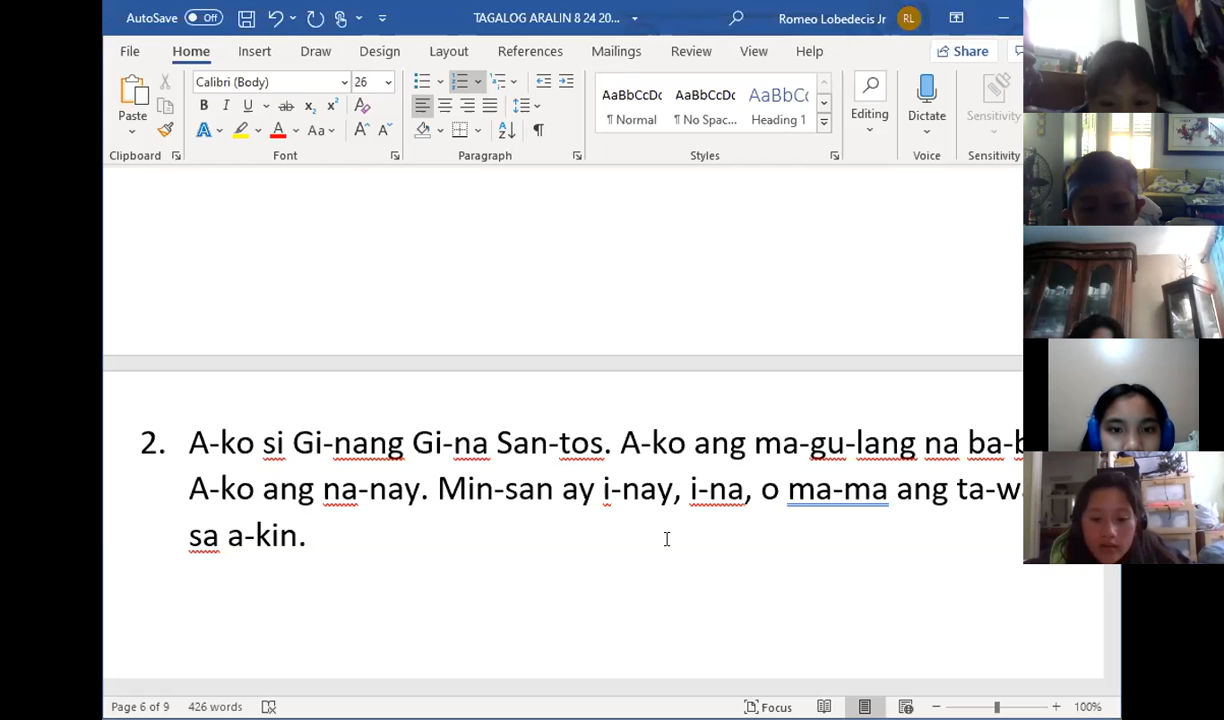 AutoSave Off TAGALOG ARALIN 8 24 20... Romeo Lobedecis Jr RL
File Home Insert Draw Design Layout References Mailings Review View Help Share
Calibri (Body) 26 AaBbCcDc AaBbCcDc AaBbCc
Paste B I U ab x₂ x² A ¶ Normal ¶ No Spac... Heading 1 Editing Dictate Sensitivity
A A Aa A A
Clipboard Font Paragraph Styles Voice Sensitivity
2. A-ko si Gi-nang Gi-na San-tos. A-ko ang ma-gu-lang na
A-ko ang na-nay. Min-san ay i-nay, i-na, o ma-ma ang
sa a-kin.
Page 6 of 9 426 words Focus 100%